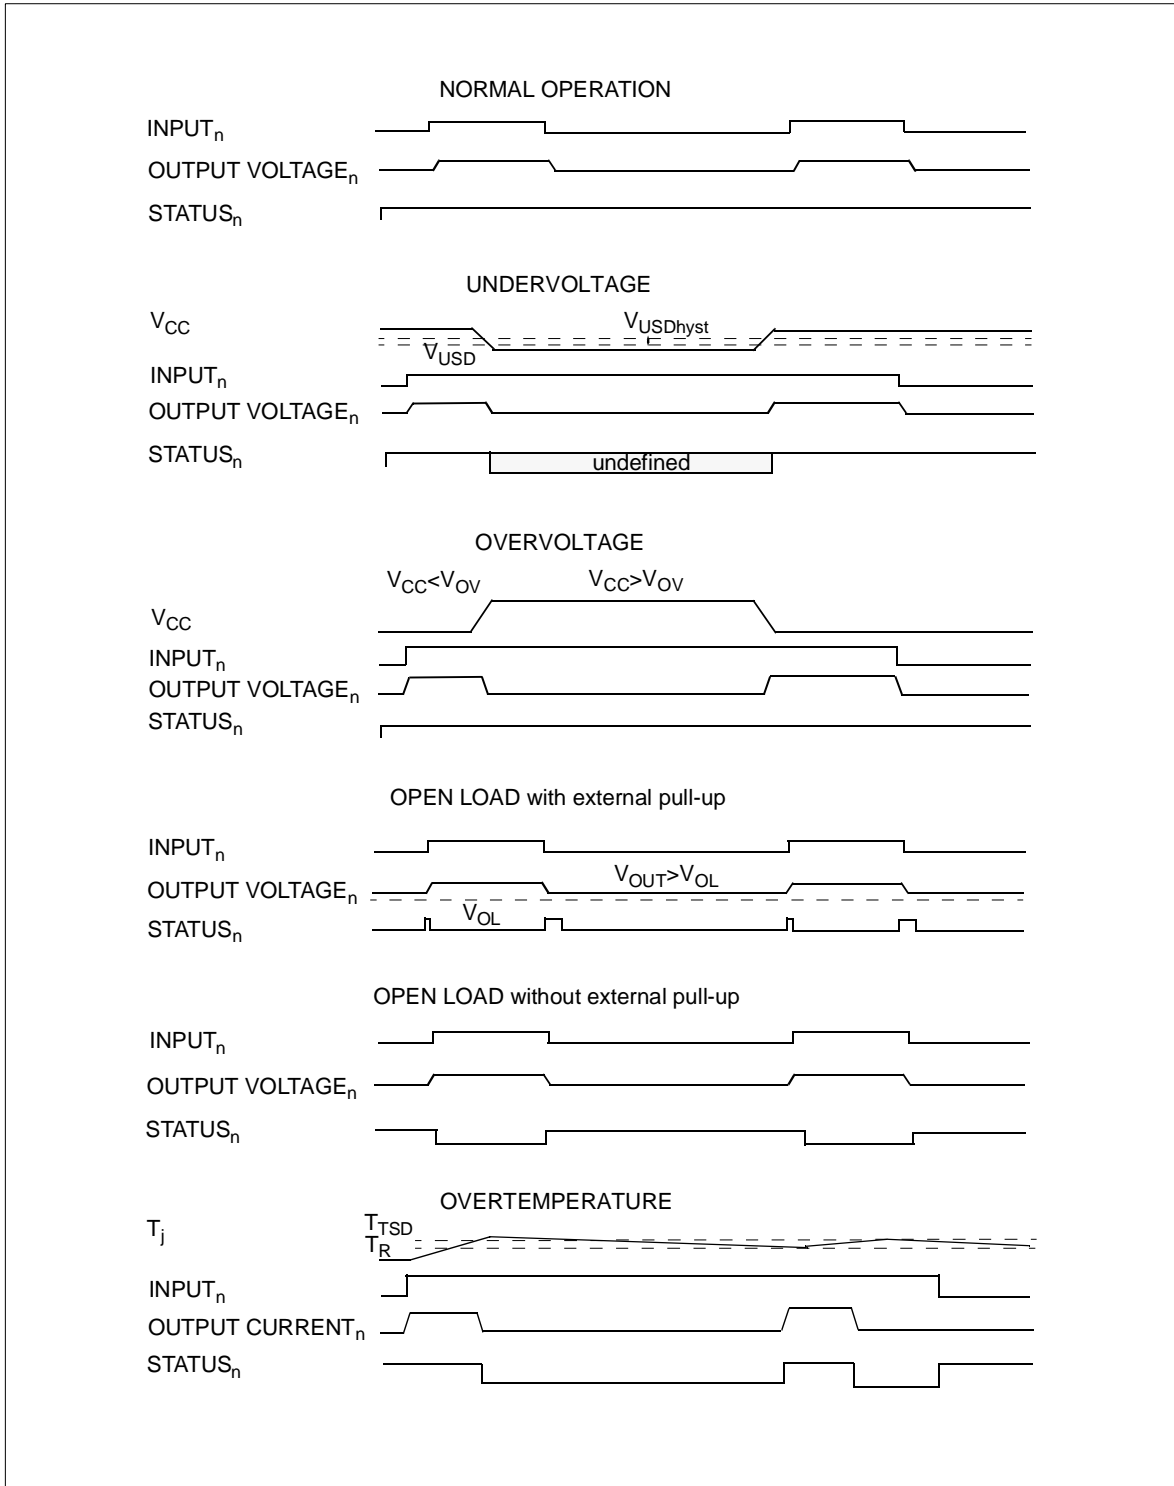 NORMAL OPERATION
INPUTn
OUTPUT VOLTAGEn
STATUSn
UNDERVOLTAGE
VCC
VUSDhyst
VUSD
INPUTn
OUTPUT VOLTAGEn
STATUSn
undefined
OVERVOLTAGE
VCC<VOV
VCC>VOV
VCC
INPUTn
OUTPUT VOLTAGEn
STATUSn
OPEN LOAD with external pull-up
INPUTn
OUTPUT VOLTAGEn
VOUT>VOL
VOL
STATUSn
OPEN LOAD without external pull-up
INPUTn
OUTPUT VOLTAGEn
STATUSn
OVERTEMPERATURE
Tj
TTSD
TR
INPUTn
OUTPUT CURRENTn
STATUSn